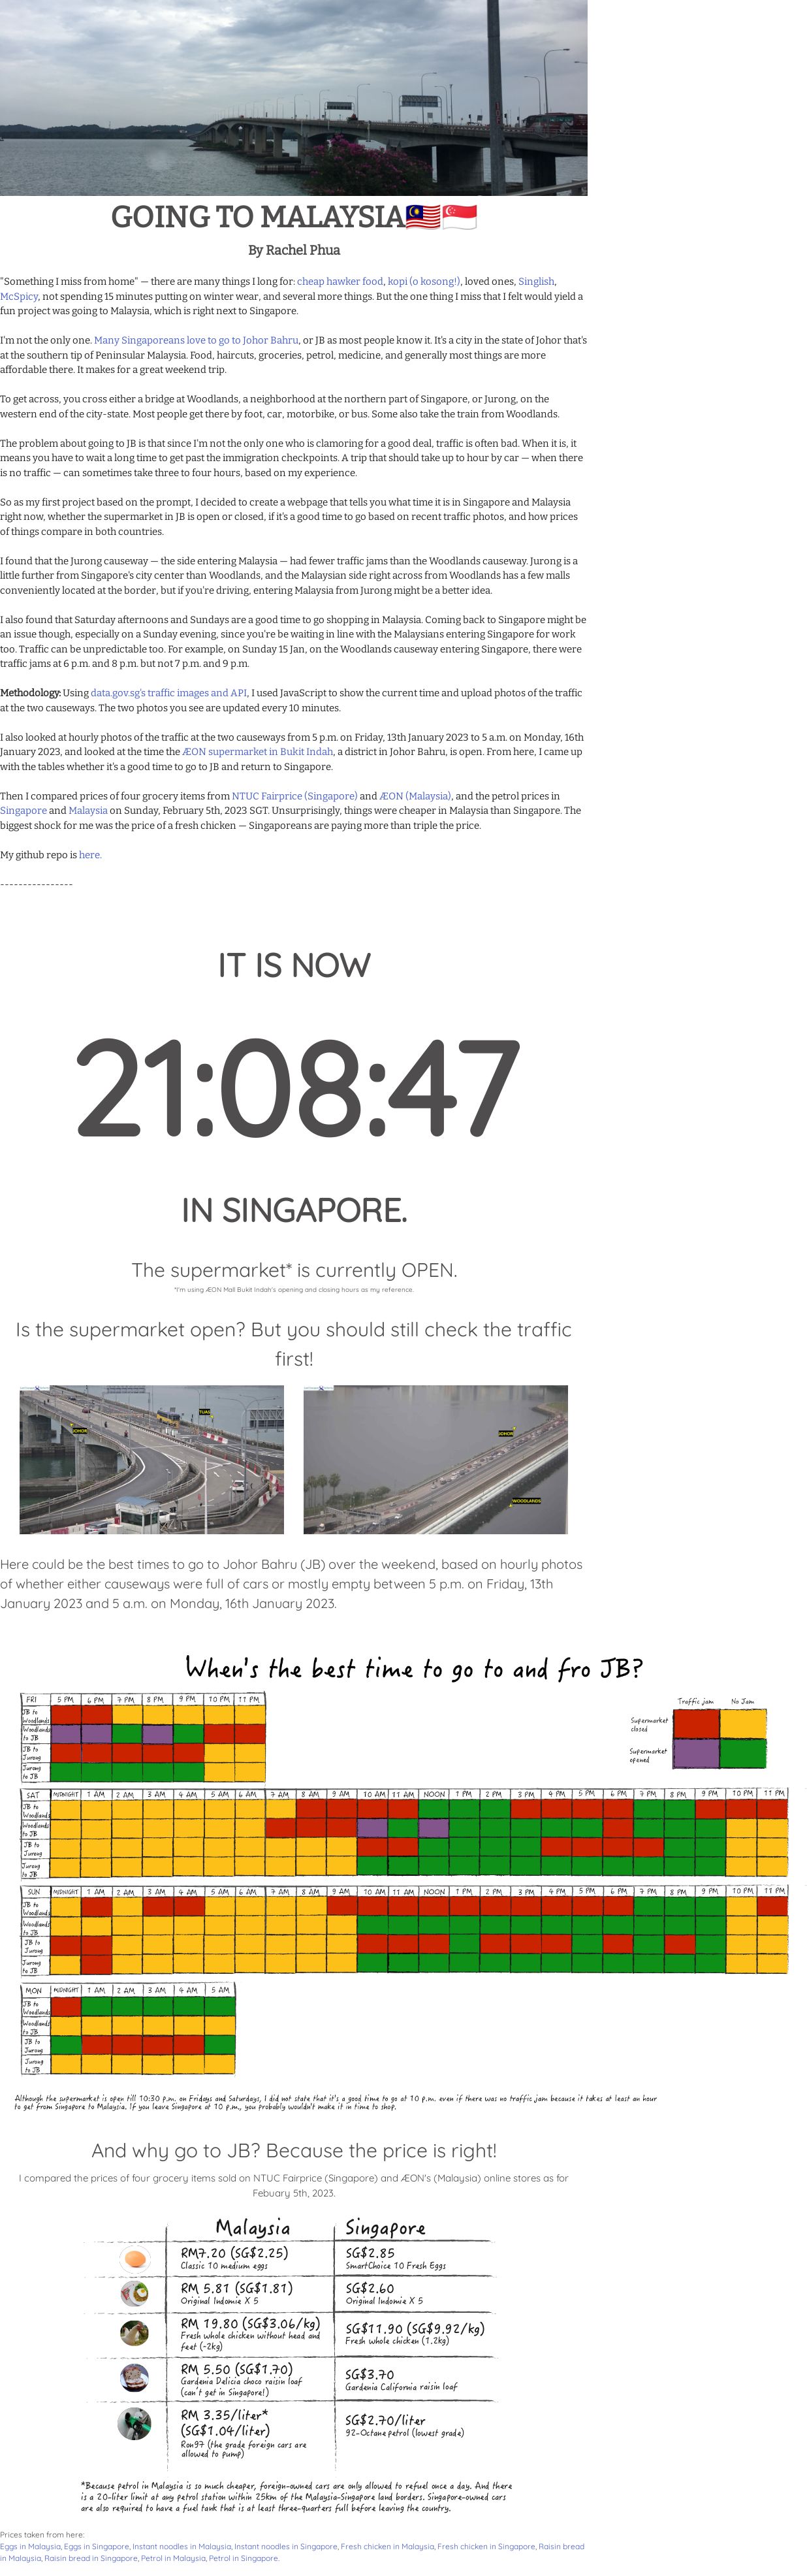 GOING TO MALAYSIA🇲🇾🇸🇬
By Rachel Phua
"Something I miss from home" — there are many things I long for: cheap hawker food, kopi (o kosong!), loved ones, Singlish,
McSpicy, not spending 15 minutes putting on winter wear, and several more things. But the one thing I miss that I felt would yield a
fun project was going to Malaysia, which is right next to Singapore.
I'm not the only one. Many Singaporeans love to go to Johor Bahru, or JB as most people know it. It's a city in the state of Johor that's
at the southern tip of Peninsular Malaysia. Food, haircuts, groceries, petrol, medicine, and generally most things are more
affordable there. It makes for a great weekend trip.
To get across, you cross either a bridge at Woodlands, a neighborhood at the northern part of Singapore, or Jurong, on the
western end of the city-state. Most people get there by foot, car, motorbike, or bus. Some also take the train from Woodlands.
The problem about going to JB is that since I'm not the only one who is clamoring for a good deal, traffic is often bad. When it is, it
means you have to wait a long time to get past the immigration checkpoints. A trip that should take up to hour by car — when there
is no traffic — can sometimes take three to four hours, based on my experience.
So as my first project based on the prompt, I decided to create a webpage that tells you what time it is in Singapore and Malaysia
right now, whether the supermarket in JB is open or closed, if it's a good time to go based on recent traffic photos, and how prices
of things compare in both countries.
I found that the Jurong causeway — the side entering Malaysia — had fewer traffic jams than the Woodlands causeway. Jurong is a
little further from Singapore's city center than Woodlands, and the Malaysian side right across from Woodlands has a few malls
conveniently located at the border, but if you're driving, entering Malaysia from Jurong might be a better idea.
I also found that Saturday afternoons and Sundays are a good time to go shopping in Malaysia. Coming back to Singapore might be
an issue though, especially on a Sunday evening, since you're be waiting in line with the Malaysians entering Singapore for work
too. Traffic can be unpredictable too. For example, on Sunday 15 Jan, on the Woodlands causeway entering Singapore, there were
traffic jams at 6 p.m. and 8 p.m. but not 7 p.m. and 9 p.m.
Methodology: Using data.gov.sg's traffic images and API, I used JavaScript to show the current time and upload photos of the traffic
at the two causeways. The two photos you see are updated every 10 minutes.
I also looked at hourly photos of the traffic at the two causeways from 5 p.m. on Friday, 13th January 2023 to 5 a.m. on Monday, 16th
January 2023, and looked at the time the ÆON supermarket in Bukit Indah, a district in Johor Bahru, is open. From here, I came up
with the tables whether it's a good time to go to JB and return to Singapore.
Then I compared prices of four grocery items from NTUC Fairprice (Singapore) and ÆON (Malaysia), and the petrol prices in
Singapore and Malaysia on Sunday, February 5th, 2023 SGT. Unsurprisingly, things were cheaper in Malaysia than Singapore. The
biggest shock for me was the price of a fresh chicken — Singaporeans are paying more than triple the price.
My github repo is here.
----------------
IT IS NOW
21:08:47
IN SINGAPORE.
The supermarket* is currently OPEN.
*I'm using ÆON Mall Bukit Indah's opening and closing hours as my reference.
Is the supermarket open? But you should still check the traffic
first!
JOHOR TUAS
JOHOR
WOODLANDS
Here could be the best times to go to Johor Bahru (JB) over the weekend, based on hourly photos
of whether either causeways were full of cars or mostly empty between 5 p.m. on Friday, 13th
January 2023 and 5 a.m. on Monday, 16th January 2023.
When's the best time to go to and fro JB?
Traffic jam No Jam
Supermarket closed
Supermarket opened
FRI 5 PM 6 PM 7 PM 8 PM 9 PM 10 PM 11 PM
JB to Woodlands
Woodlands to JB
JB to Jurong
Jurong to JB
SAT MIDNIGHT 1 AM 2 AM 3 AM 4 AM 5 AM 6 AM 7 AM 8 AM 9 AM 10 AM 11 AM NOON 1 PM 2 PM 3 PM 4 PM 5 PM 6 PM 7 PM 8 PM 9 PM 10 PM 11 PM
JB to Woodlands
Woodlands to JB
JB to Jurong
Jurong to JB
SUN MIDNIGHT 1 AM 2 AM 3 AM 4 AM 5 AM 6 AM 7 AM 8 AM 9 AM 10 AM 11 AM NOON 1 PM 2 PM 3 PM 4 PM 5 PM 6 PM 7 PM 8 PM 9 PM 10 PM 11 PM
JB to Woodlands
Woodlands to JB
JB to Jurong
Jurong to JB
MON MIDNIGHT 1 AM 2 AM 3 AM 4 AM 5 AM
JB to Woodlands
Woodlands to JB
JB to Jurong
Jurong to JB
Although the supermarket is open till 10:30 p.m. on Fridays and Saturdays, I did not state that it's a good time to go at 10 p.m. even if there was no traffic jam because it takes at least an hour
to get from Singapore to Malaysia. If you leave Singapore at 10 p.m., you probably wouldn't make it in time to shop.
And why go to JB? Because the price is right!
I compared the prices of four grocery items sold on NTUC Fairprice (Singapore) and ÆON's (Malaysia) online stores as for
Febuary 5th, 2023.
Malaysia Singapore
RM7.20 (SG$2.25) SG$2.85
Classic 10 medium eggs SmartChoice 10 Fresh Eggs
RM 5.81 (SG$1.81) SG$2.60
Original Indomie X 5 Original Indomie X 5
RM 19.80 (SG$3.06/kg) SG$11.90 (SG$9.92/kg)
Fresh whole chicken without head and Fresh whole chicken (1.2kg)
feet (~2kg)
RM 5.50 (SG$1.70) SG$3.70
Gardenia Delicia choco raisin loaf Gardenia California raisin loaf
(can't get in Singapore!)
RM 3.35/liter* SG$2.70/liter
(SG$1.04/liter) 92-Octane petrol (lowest grade)
Ron97 (the grade foreign cars are
allowed to pump)
*Because petrol in Malaysia is so much cheaper, foreign-owned cars are only allowed to refuel once a day. And there
is a 20-liter limit at any petrol station within 25km of the Malaysia-Singapore land borders. Singapore-owned cars
are also required to have a fuel tank that is at least three-quarters full before leaving the country.
Prices taken from here:
Eggs in Malaysia, Eggs in Singapore, Instant noodles in Malaysia, Instant noodles in Singapore, Fresh chicken in Malaysia, Fresh chicken in Singapore, Raisin bread
in Malaysia, Raisin bread in Singapore, Petrol in Malaysia, Petrol in Singapore.